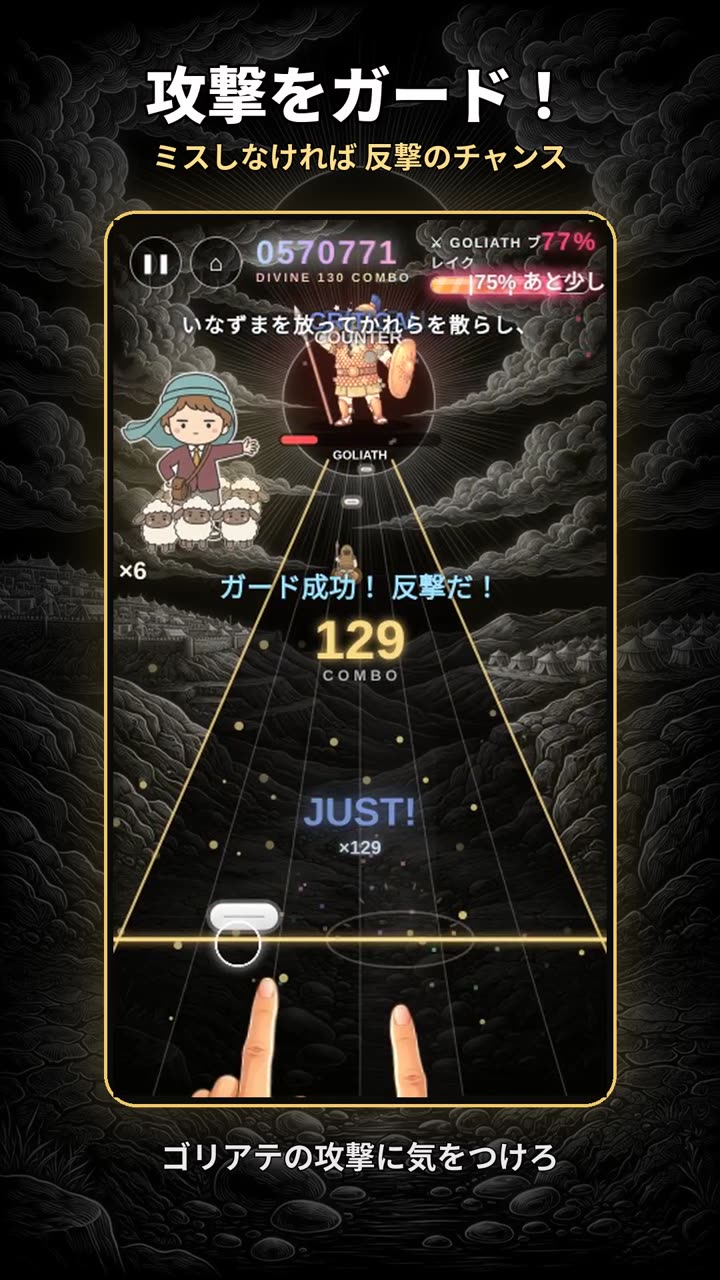 攻撃をガード！
ミスしなければ 反撃のチャンス
0570771
DIVINE 130 COMBO
⚔ GOLIATH ブ
レイク
77%
75% あと少し
いなずまを放ってかれらを散らし、
COUNTER
GOLIATH
×6
ガード成功！ 反撃だ！
129
COMBO
JUST!
×129
ゴリアテの攻撃に気をつけろ